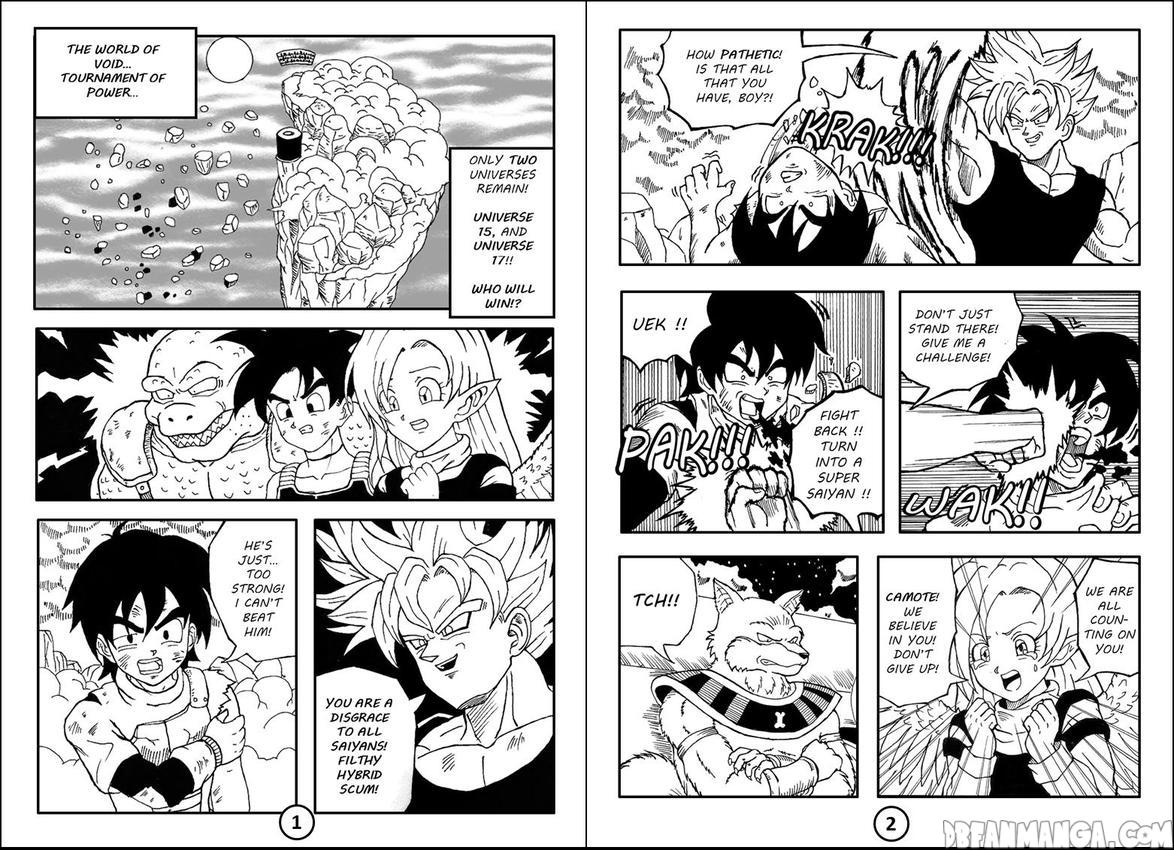 THE WORLD OF
VOID...
TOURNAMENT OF
POWER...
ONLY TWO
UNIVERSES
REMAIN!
UNIVERSE
15, AND
UNIVERSE
17!!
WHO WILL
WIN!?
HE'S
JUST...
TOO
STRONG!
I CAN'T
BEAT
HIM!
YOU ARE A
DISGRACE
TO ALL
SAIYANS!
FILTHY
HYBRID
SCUM!
1
HOW PATHETIC!
IS THAT ALL
THAT YOU
HAVE, BOY?!
KRAK!!!
UEK !!
PAK!!!
FIGHT
BACK !!
TURN
INTO A
SUPER
SAIYAN !!
DON'T JUST
STAND THERE!
GIVE ME A
CHALLENGE!
WAK!!
TCH!!
CAMOTE!
WE
BELIEVE
IN YOU!
DON'T
GIVE UP!
WE ARE
ALL
COUN-
TING ON
YOU!
2
DBFANMANGA.COM